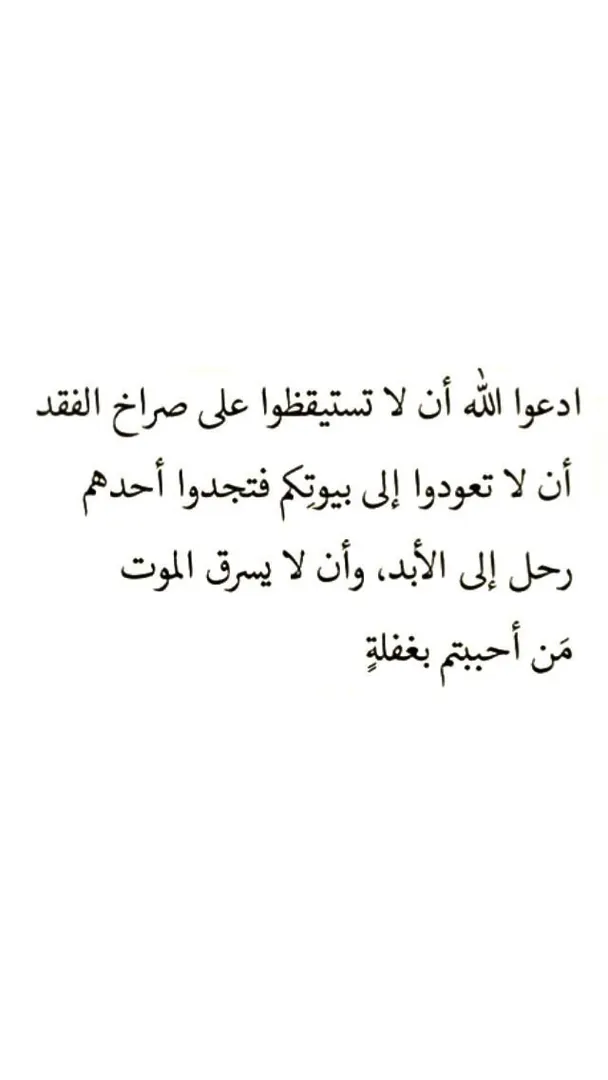 ادعوا الله أن لا تستيقظوا على صراخ الفقد
أن لا تعودوا إلى بيوتِكم فتجدوا أحدهم
رحل إلى الأبد، وأن لا يسرق الموت
مَن أحببتم بغفلةٍ